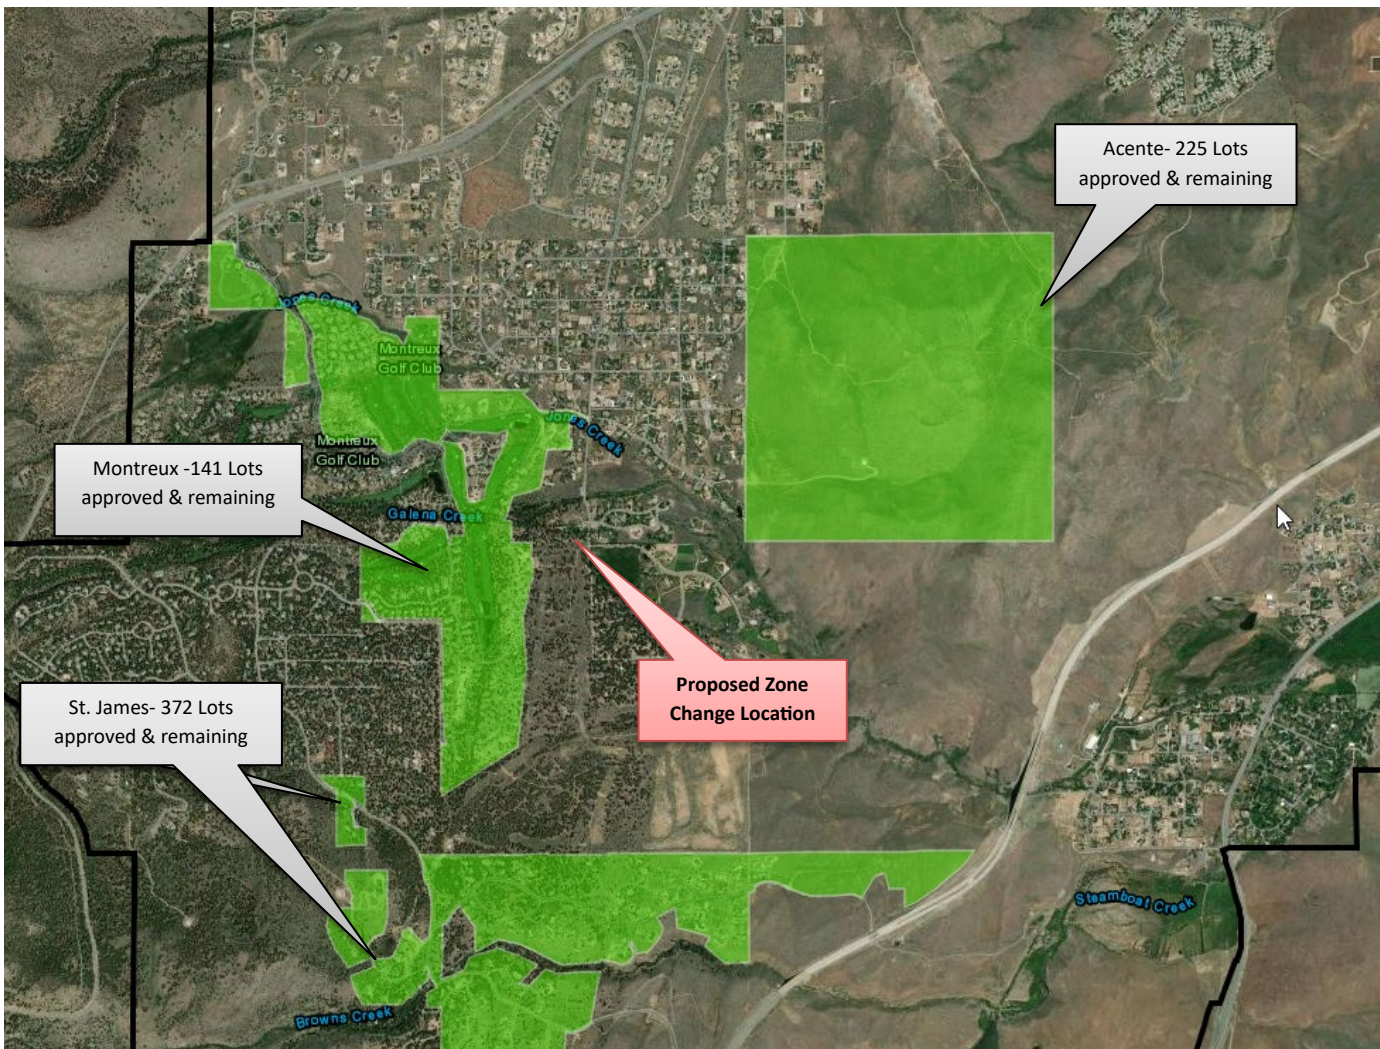 Acente- 225 Lots
approved & remaining
Jones Creek
Montreux
Golf Club
Jones Creek
Montreux
Golf Club
Montreux -141 Lots
approved & remaining
Galena Creek
Proposed Zone
Change Location
St. James- 372 Lots
approved & remaining
Steamboat Creek
Browns Creek